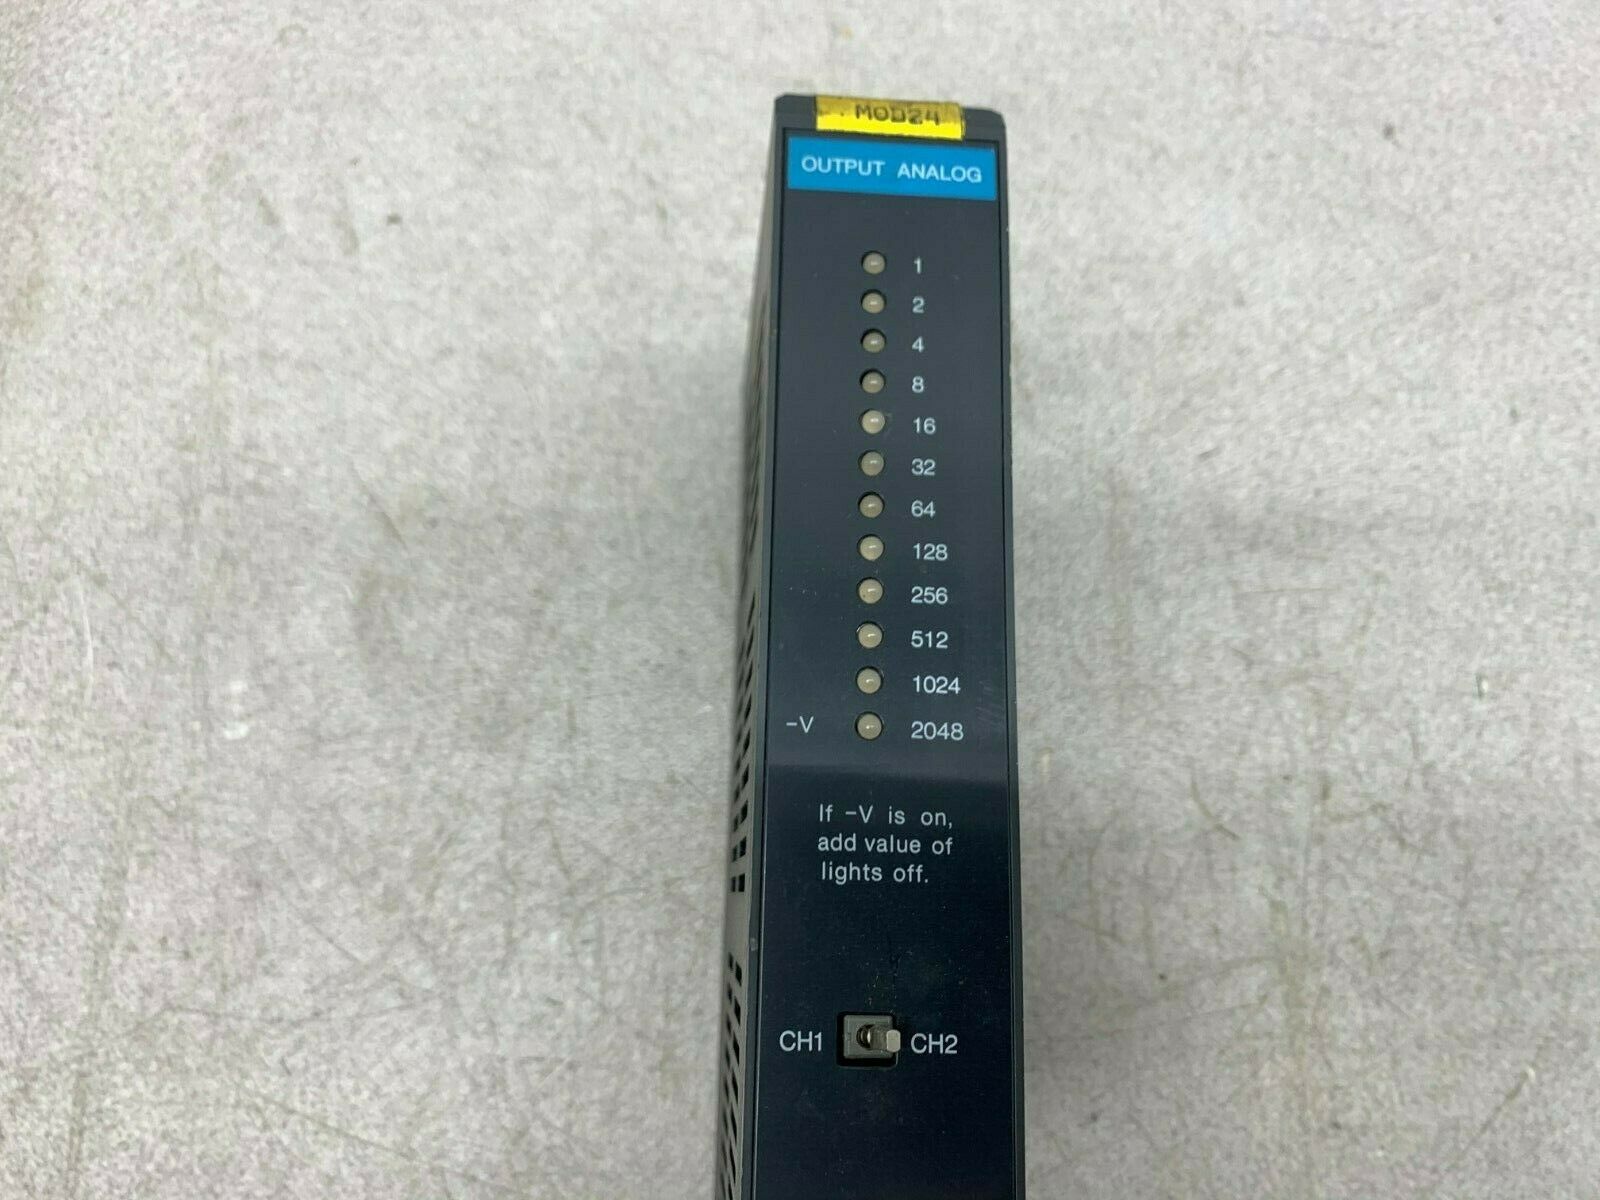 MOD24
OUTPUT ANALOG
1
2
4
8
16
32
64
128
256
512
1024
-V 2048
If -V is on,
add value of
lights off.
CH1 CH2